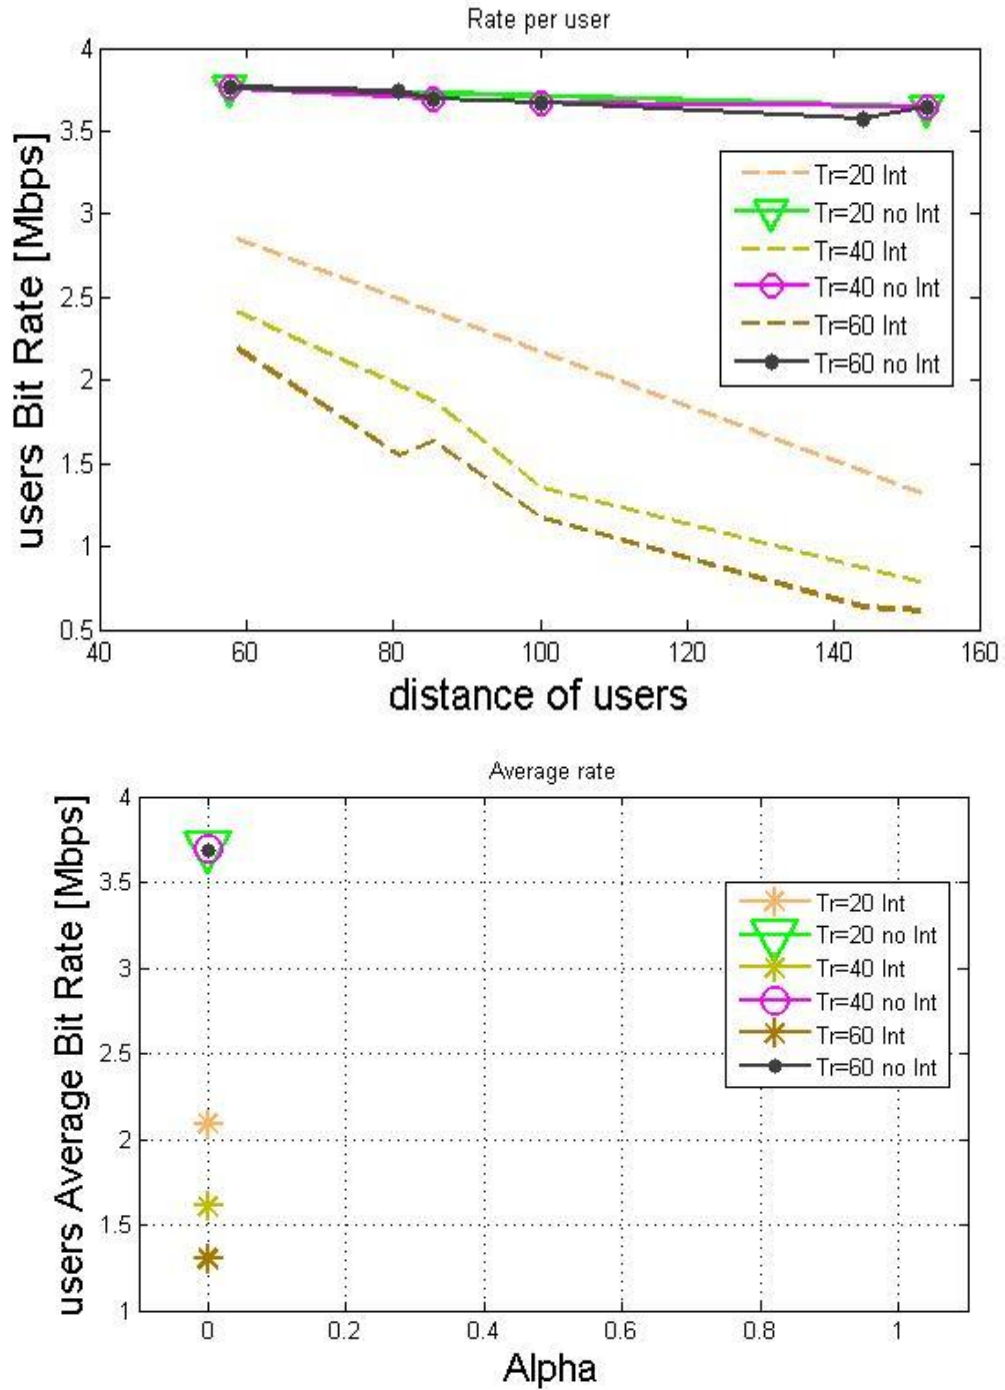 Rate per user
4
3.5
3
2.5
2
1.5
1
0.5
users Bit Rate [Mbps]
Tr=20 Int
Tr=20 no Int
Tr=40 Int
Tr=40 no Int
Tr=60 Int
Tr=60 no Int
40 60 80 100 120 140 160
distance of users
Average rate
4
3.5
3
2.5
2
1.5
1
users Average Bit Rate [Mbps]
Tr=20 Int
Tr=20 no Int
Tr=40 Int
Tr=40 no Int
Tr=60 Int
Tr=60 no Int
0 0.2 0.4 0.6 0.8 1
Alpha